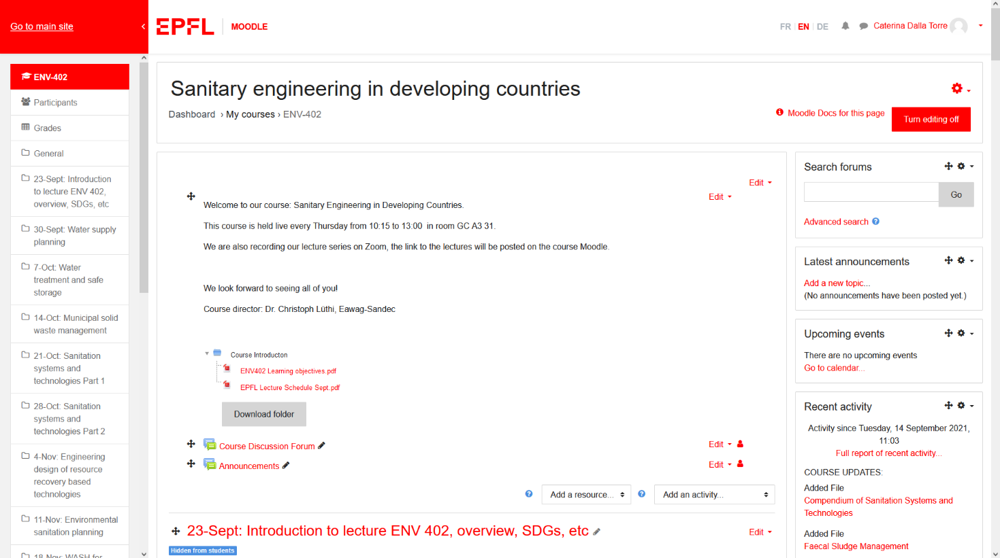 Go to main site
EPFL MOODLE
FR EN DE Caterina Dalla Torre
ENV-402
Participants
Grades
General
23-Sept: Introduction
to lecture ENV 402,
overview, SDGs, etc
30-Sept: Water supply
planning
7-Oct: Water
treatment and safe
storage
14-Oct: Municipal solid
waste management
21-Oct: Sanitation
systems and
technologies Part 1
28-Oct: Sanitation
systems and
technologies Part 2
4-Nov: Engineering
design of resource
recovery based
technologies
11-Nov: Environmental
sanitation planning
18-Nov: WASH for
Sanitary engineering in developing countries
Dashboard › My courses › ENV-402
Moodle Docs for this page
Turn editing off
Edit
Edit
Welcome to our course: Sanitary Engineering in Developing Countries.
This course is held live every Thursday from 10:15 to 13:00 in room GC A3 31.
We are also recording our lecture series on Zoom, the link to the lectures will be posted on the course Moodle.
We look forward to seeing all of you!
Course director: Dr. Christoph Lüthi, Eawag-Sandec
Course Introducton
ENV402 Learning objectives.pdf
EPFL Lecture Schedule Sept.pdf
Download folder
Course Discussion Forum Edit
Announcements Edit
Add a resource... Add an activity...
23-Sept: Introduction to lecture ENV 402, overview, SDGs, etc Edit
Hidden from students
Search forums
Go
Advanced search
Latest announcements
Add a new topic...
(No announcements have been posted yet.)
Upcoming events
There are no upcoming events
Go to calendar...
Recent activity
Activity since Tuesday, 14 September 2021,
11:03
Full report of recent activity...
COURSE UPDATES:
Added File
Compendium of Sanitation Systems and
Technologies
Added File
Faecal Sludge Management